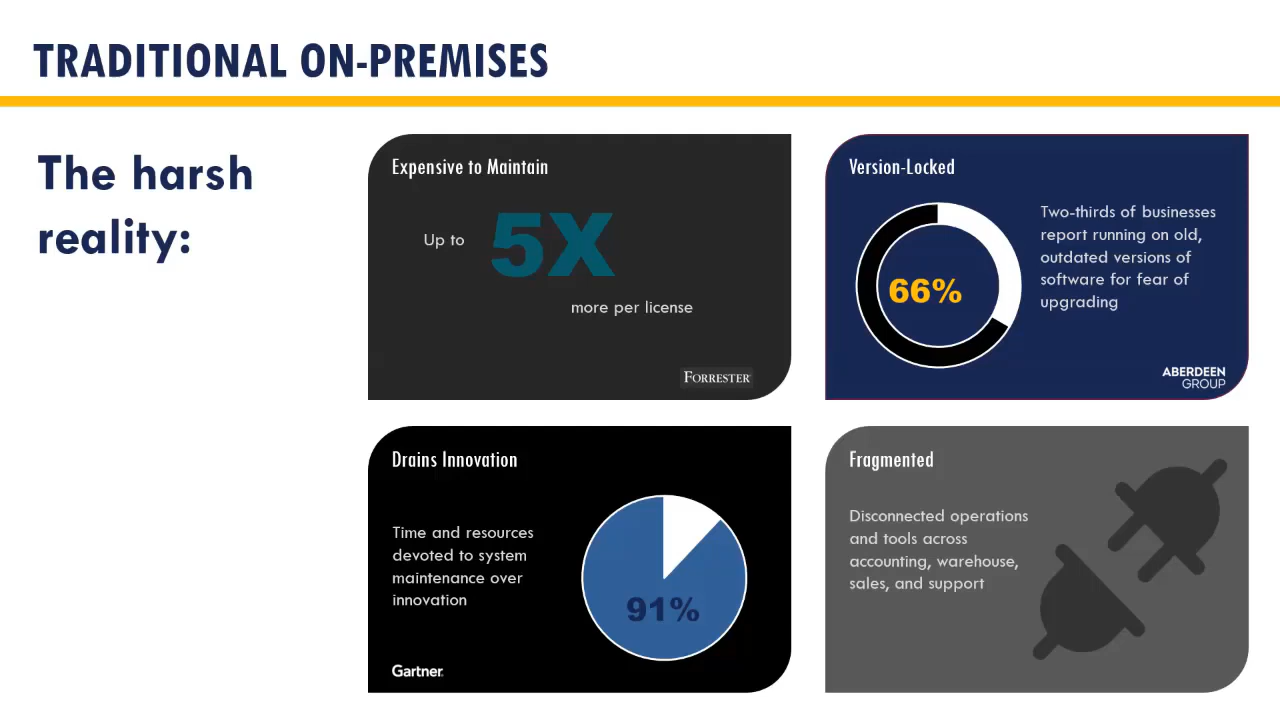 TRADITIONAL ON-PREMISES
The harsh
reality:
Expensive to Maintain
Up to
5X
more per license
FORRESTER
Version-Locked
66%
Two-thirds of businesses
report running on old,
outdated versions of
software for fear of
upgrading
ABERDEEN
GROUP
Drains Innovation
Time and resources
devoted to system
maintenance over
innovation
91%
Gartner
Fragmented
Disconnected operations
and tools across
accounting, warehouse,
sales, and support